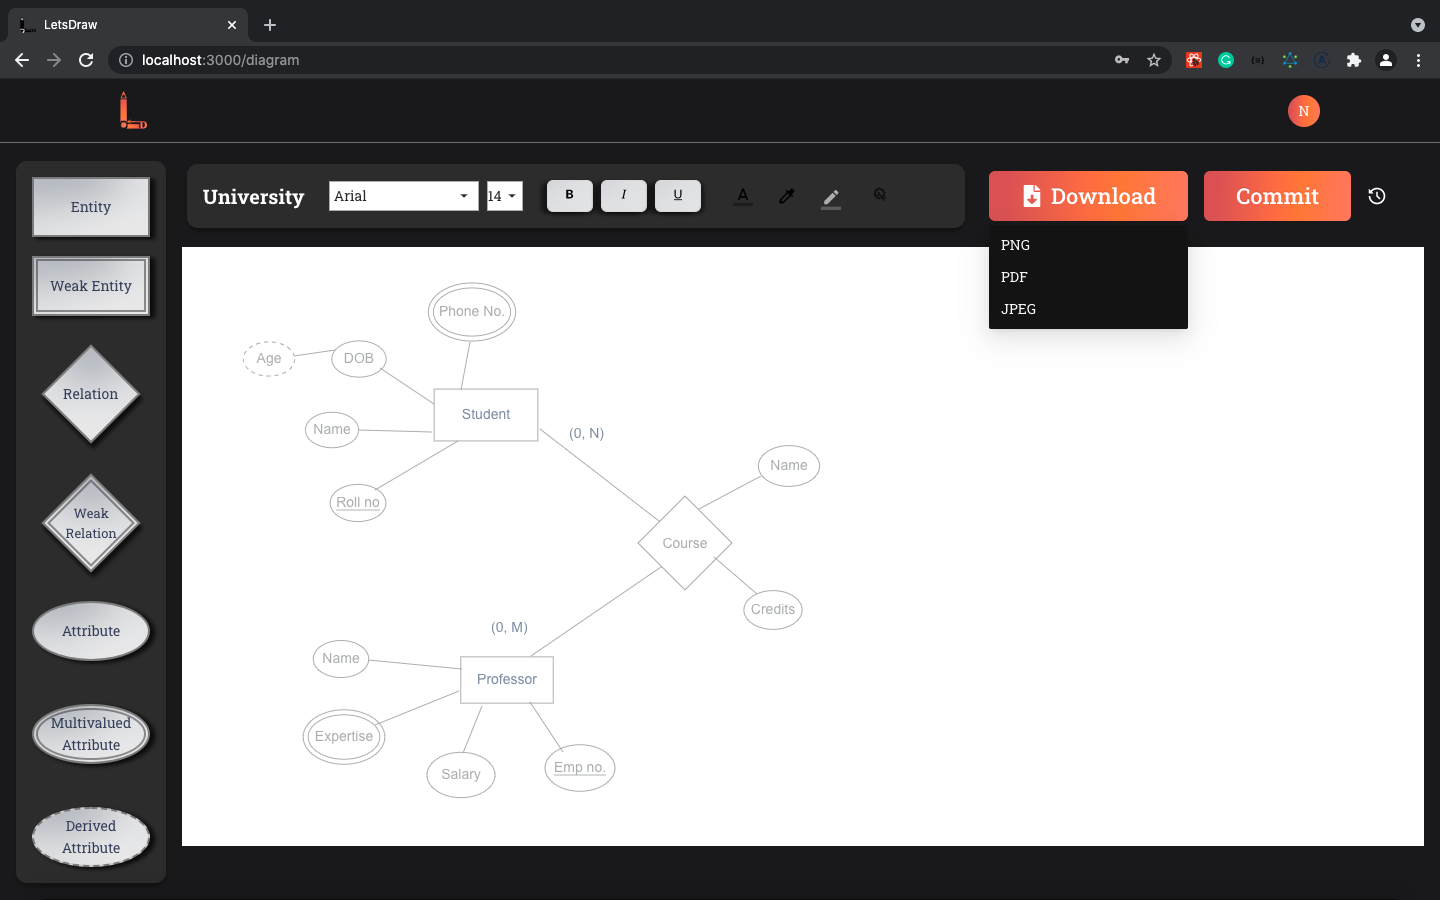 LetsDraw
localhost:3000/diagram
N
University
Arial
14
B
I
U
A
Download
Commit
PNG
PDF
JPEG
Entity
Weak Entity
Relation
Weak
Relation
Attribute
Multivalued
Attribute
Derived
Attribute
Phone No.
Age
DOB
Student
Name
(0, N)
Roll no
Name
Course
Credits
(0, M)
Name
Professor
Expertise
Salary
Emp no.